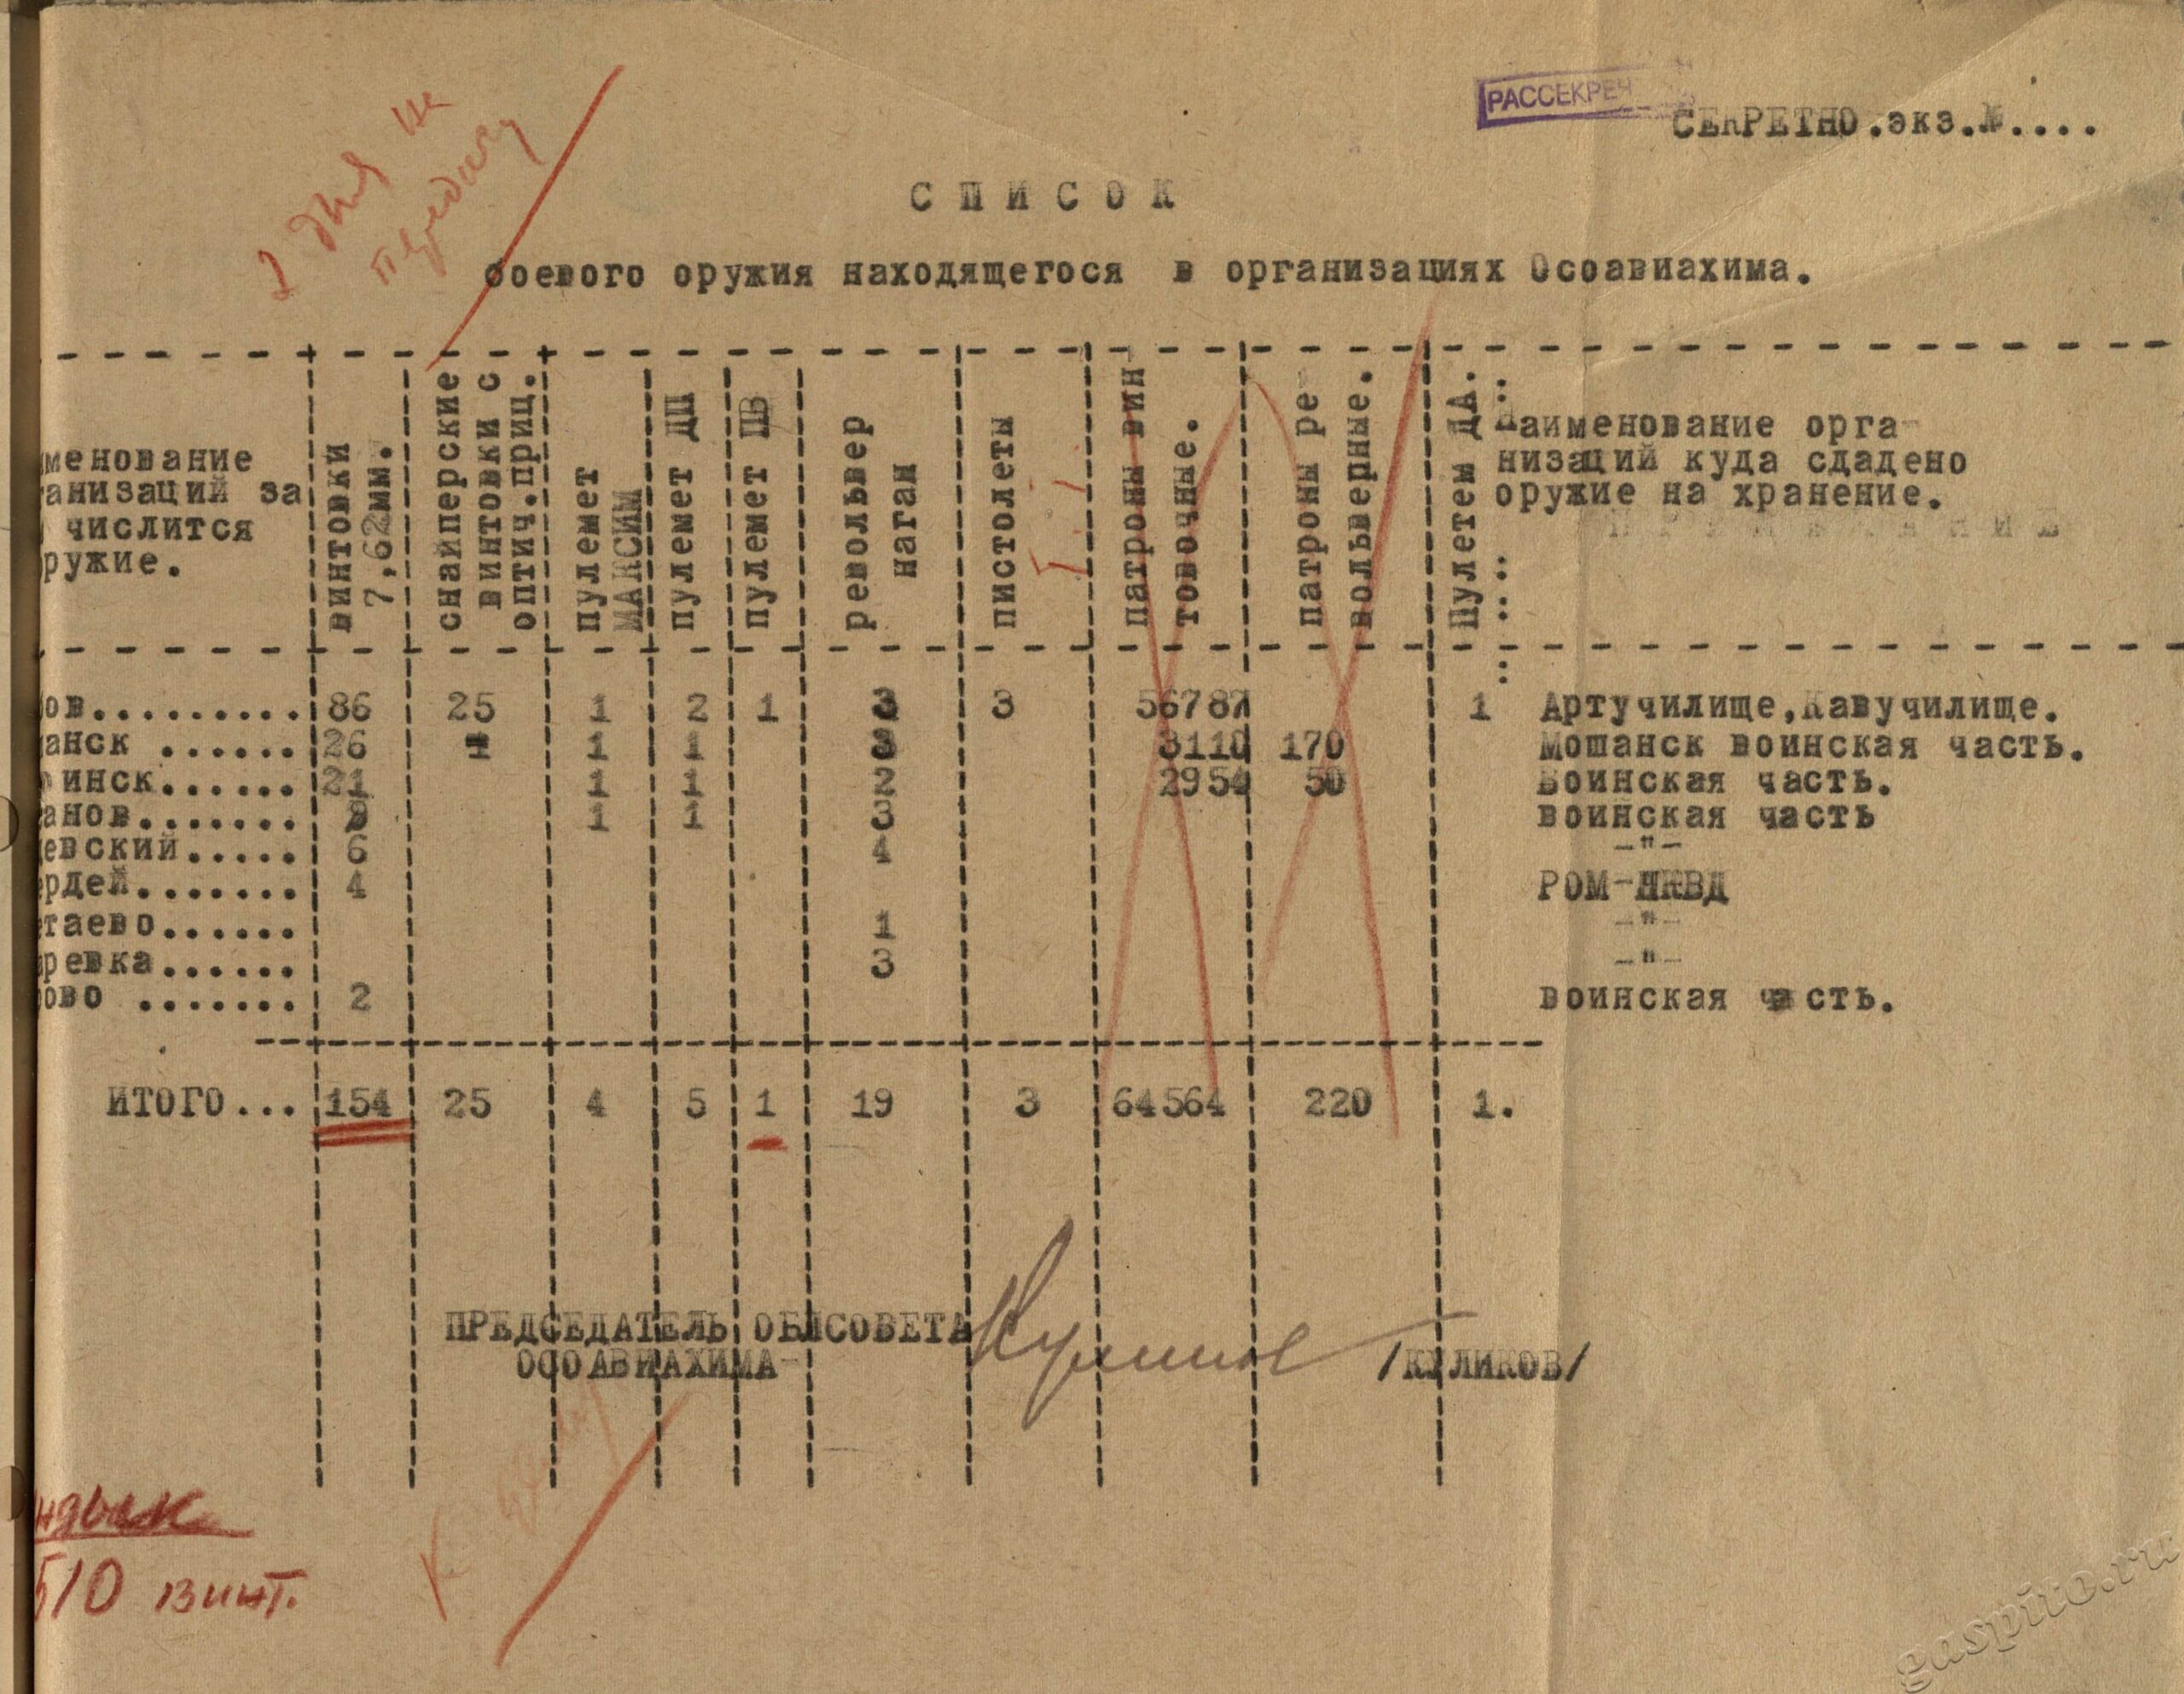 РАССЕКРЕЧ
СЕКРЕТНО.экз.№....
СПИСОК
боевого оружия находящегося в организациях Осоавиахима.
менование
анизаций за
числится
ружие.
винтовки
7,62мм.
снайперские
винтовки с
оптич.приц.
пулемет
МАКСИМ
пулемет ДП
пулемет ПВ
револьвер
наган
пистолеты
патроны вин
товочные.
патроны ре
вольверные.
Пулетем ДА.
Наименование орга-
низаций куда сдадено
оружие на хранение.
ов......... 86 25 1 2 1 3 3 56787 1 Артучилище,Кавучилище.
анск ...... 26 1 1 3 3110 170 Мошанск воинская часть.
инск...... 21 1 1 2 2954 50 Воинская часть.
анов....... 1 1 3 воинская часть
евский..... 6 4 -"-
рдей....... 4 РОМ-НКВД
таево...... 1 -"-
ревка...... 3 -"-
ово ....... 2 воинская часть.
ИТОГО... 154 25 4 5 1 19 3 64564 220 1.
ПРЕДСЕДАТЕЛЬ ОБЛСОВЕТА
ОСОАВИАХИМА- /КУЛИКОВ/
510 винт.
gaspito.ru